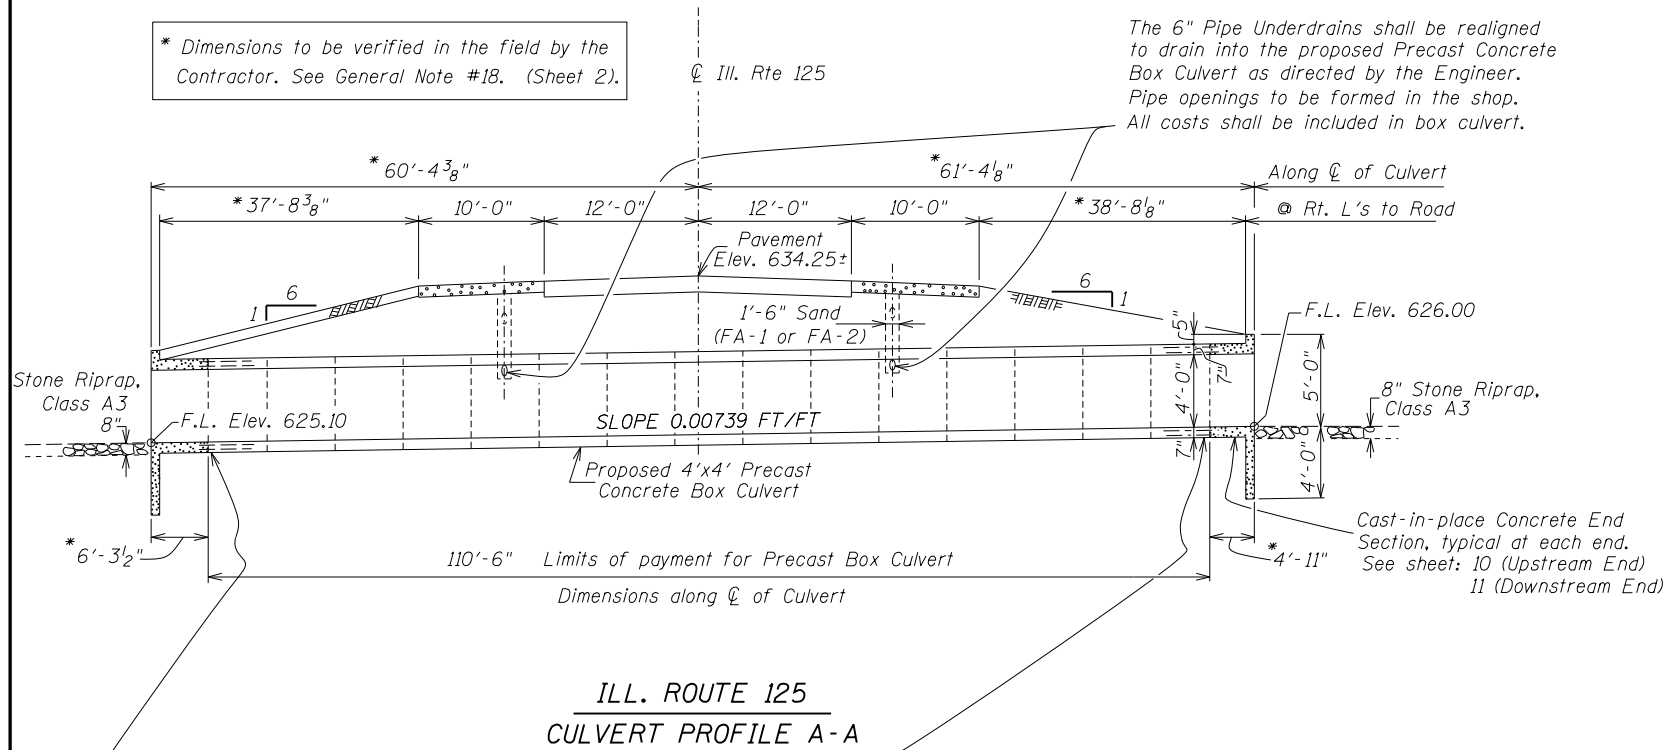 * Dimensions to be verified in the field by the
Contractor. See General Note #18. (Sheet 2).
℄ Ill. Rte 125
The 6" Pipe Underdrains shall be realigned
to drain into the proposed Precast Concrete
Box Culvert as directed by the Engineer.
Pipe openings to be formed in the shop.
All costs shall be included in box culvert.
* 60'-4 3/8"
* 61'-4 1/8"
Along ℄ of Culvert
* 37'-8 3/8"
10'-0"
12'-0"
12'-0"
10'-0"
* 38'-8 1/8"
@ Rt. L's to Road
Pavement
Elev. 634.25±
6
1
6
1
1'-6" Sand
(FA-1 or FA-2)
5"
F.L. Elev. 626.00
7"
4'-0"
5'-0"
Stone Riprap,
Class A3
8"
F.L. Elev. 625.10
SLOPE 0.00739 FT/FT
8" Stone Riprap,
Class A3
7"
4'-0"
Proposed 4'x4' Precast
Concrete Box Culvert
* 6'-3 1/2"
110'-6" Limits of payment for Precast Box Culvert
* 4'-11"
Dimensions along ℄ of Culvert
Cast-in-place Concrete End
Section, typical at each end.
See sheet: 10 (Upstream End)
11 (Downstream End)
ILL. ROUTE 125
CULVERT PROFILE A-A